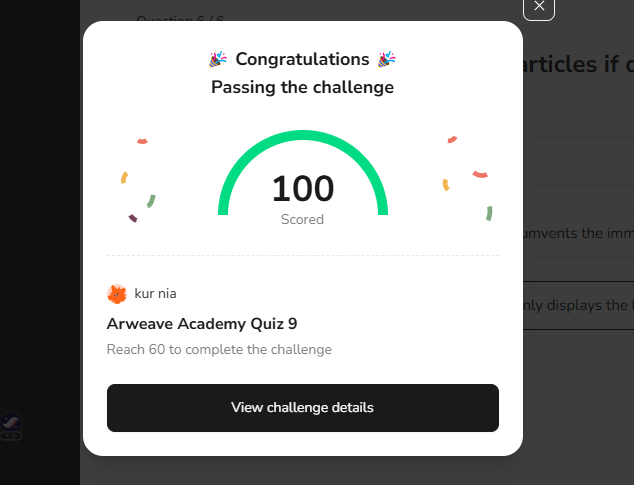 Question 6 / 6
Congratulations
Passing the challenge
articles if
100
Scored
umvents the imm
kur nia
nly displays the
Arweave Academy Quiz 9
Reach 60 to complete the challenge
View challenge details